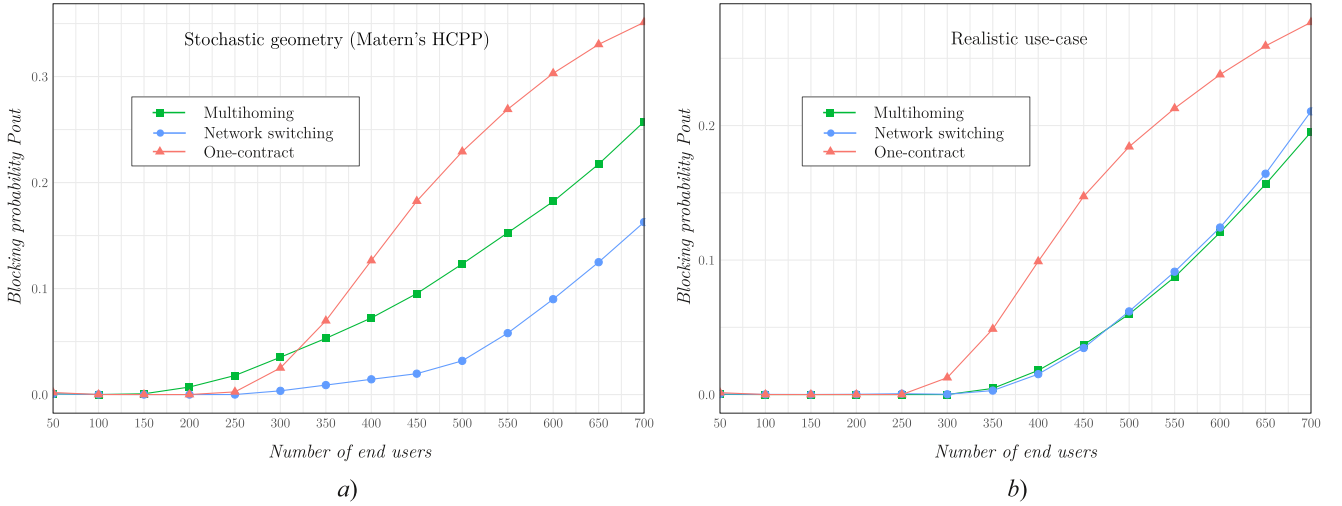 Stochastic geometry (Matern's HCPP)
Multihoming
Network switching
One-contract
Blocking probability Pout
0.3
0.2
0.1
0.0
50 100 150 200 250 300 350 400 450 500 550 600 650 700
Number of end users
a)
Realistic use-case
Multihoming
Network switching
One-contract
Blocking probability Pout
0.2
0.1
0.0
50 100 150 200 250 300 350 400 450 500 550 600 650 700
Number of end users
b)